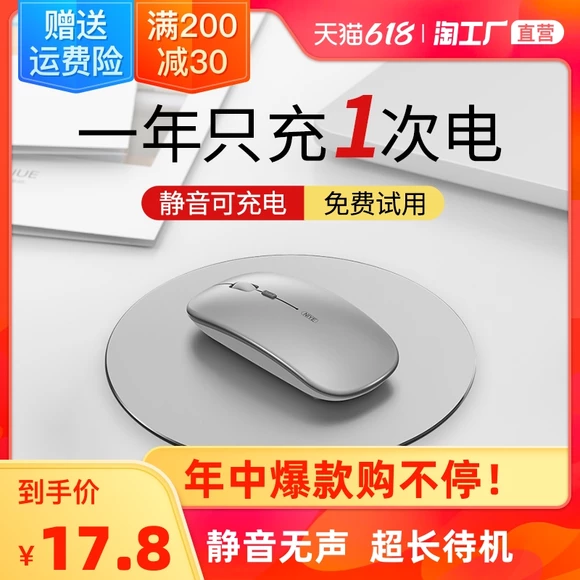 赠送
运费险
满200
减30
天猫618 淘工厂 直营
一年只充1次电
静音可充电 免费试用
年中爆款购不停！
到手价
¥17.8
静音无声 超长待机